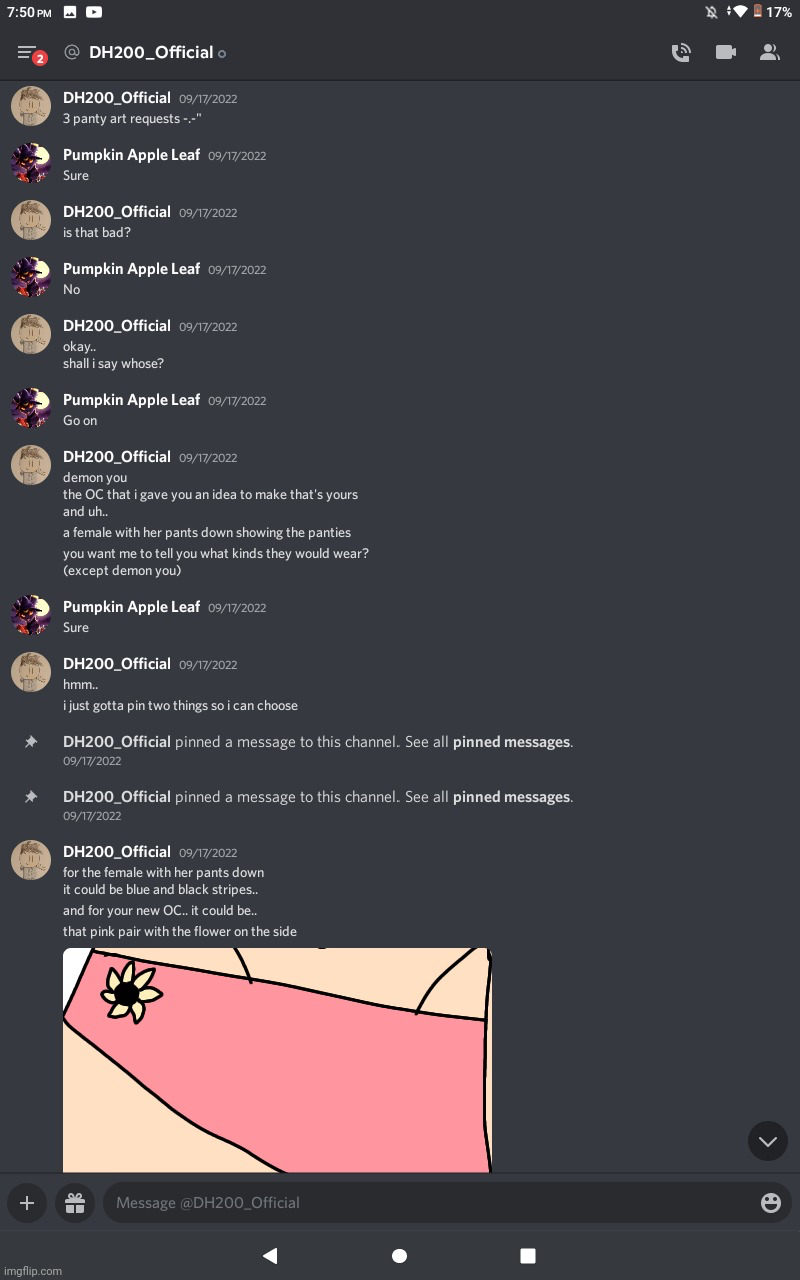 7:50 PM
17%
2
@ DH200_Official
DH200_Official 09/17/2022
3 panty art requests -.-"
Pumpkin Apple Leaf 09/17/2022
Sure
DH200_Official 09/17/2022
is that bad?
Pumpkin Apple Leaf 09/17/2022
No
DH200_Official 09/17/2022
okay..
shall i say whose?
Pumpkin Apple Leaf 09/17/2022
Go on
DH200_Official 09/17/2022
demon you
the OC that i gave you an idea to make that's yours
and uh..
a female with her pants down showing the panties
you want me to tell you what kinds they would wear?
(except demon you)
Pumpkin Apple Leaf 09/17/2022
Sure
DH200_Official 09/17/2022
hmm..
i just gotta pin two things so i can choose
DH200_Official pinned a message to this channel. See all pinned messages.
09/17/2022
DH200_Official pinned a message to this channel. See all pinned messages.
09/17/2022
DH200_Official 09/17/2022
for the female with her pants down
it could be blue and black stripes..
and for your new OC.. it could be..
that pink pair with the flower on the side
Message @DH200_Official
imgflip.com